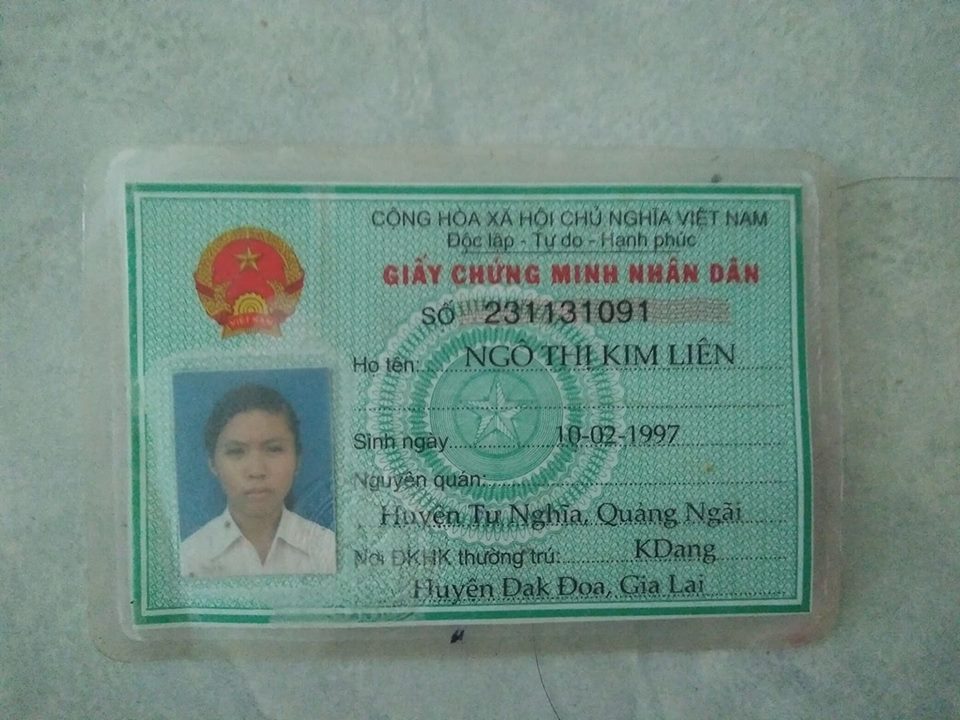 CỘNG HÒA XÃ HỘI CHỦ NGHĨA VIỆT NAM
Độc lập - Tự do - Hạnh phúc
GIẤY CHỨNG MINH NHÂN DÂN
SỐ 231131091
Họ tên: NGÔ THỊ KIM LIÊN
Sinh ngày 10-02-1997
Nguyên quán:
Huyện Tư Nghĩa, Quảng Ngãi
Nơi ĐKHK thường trú: KDang
Huyện Đak Đoa, Gia Lai
VIỆT NAM